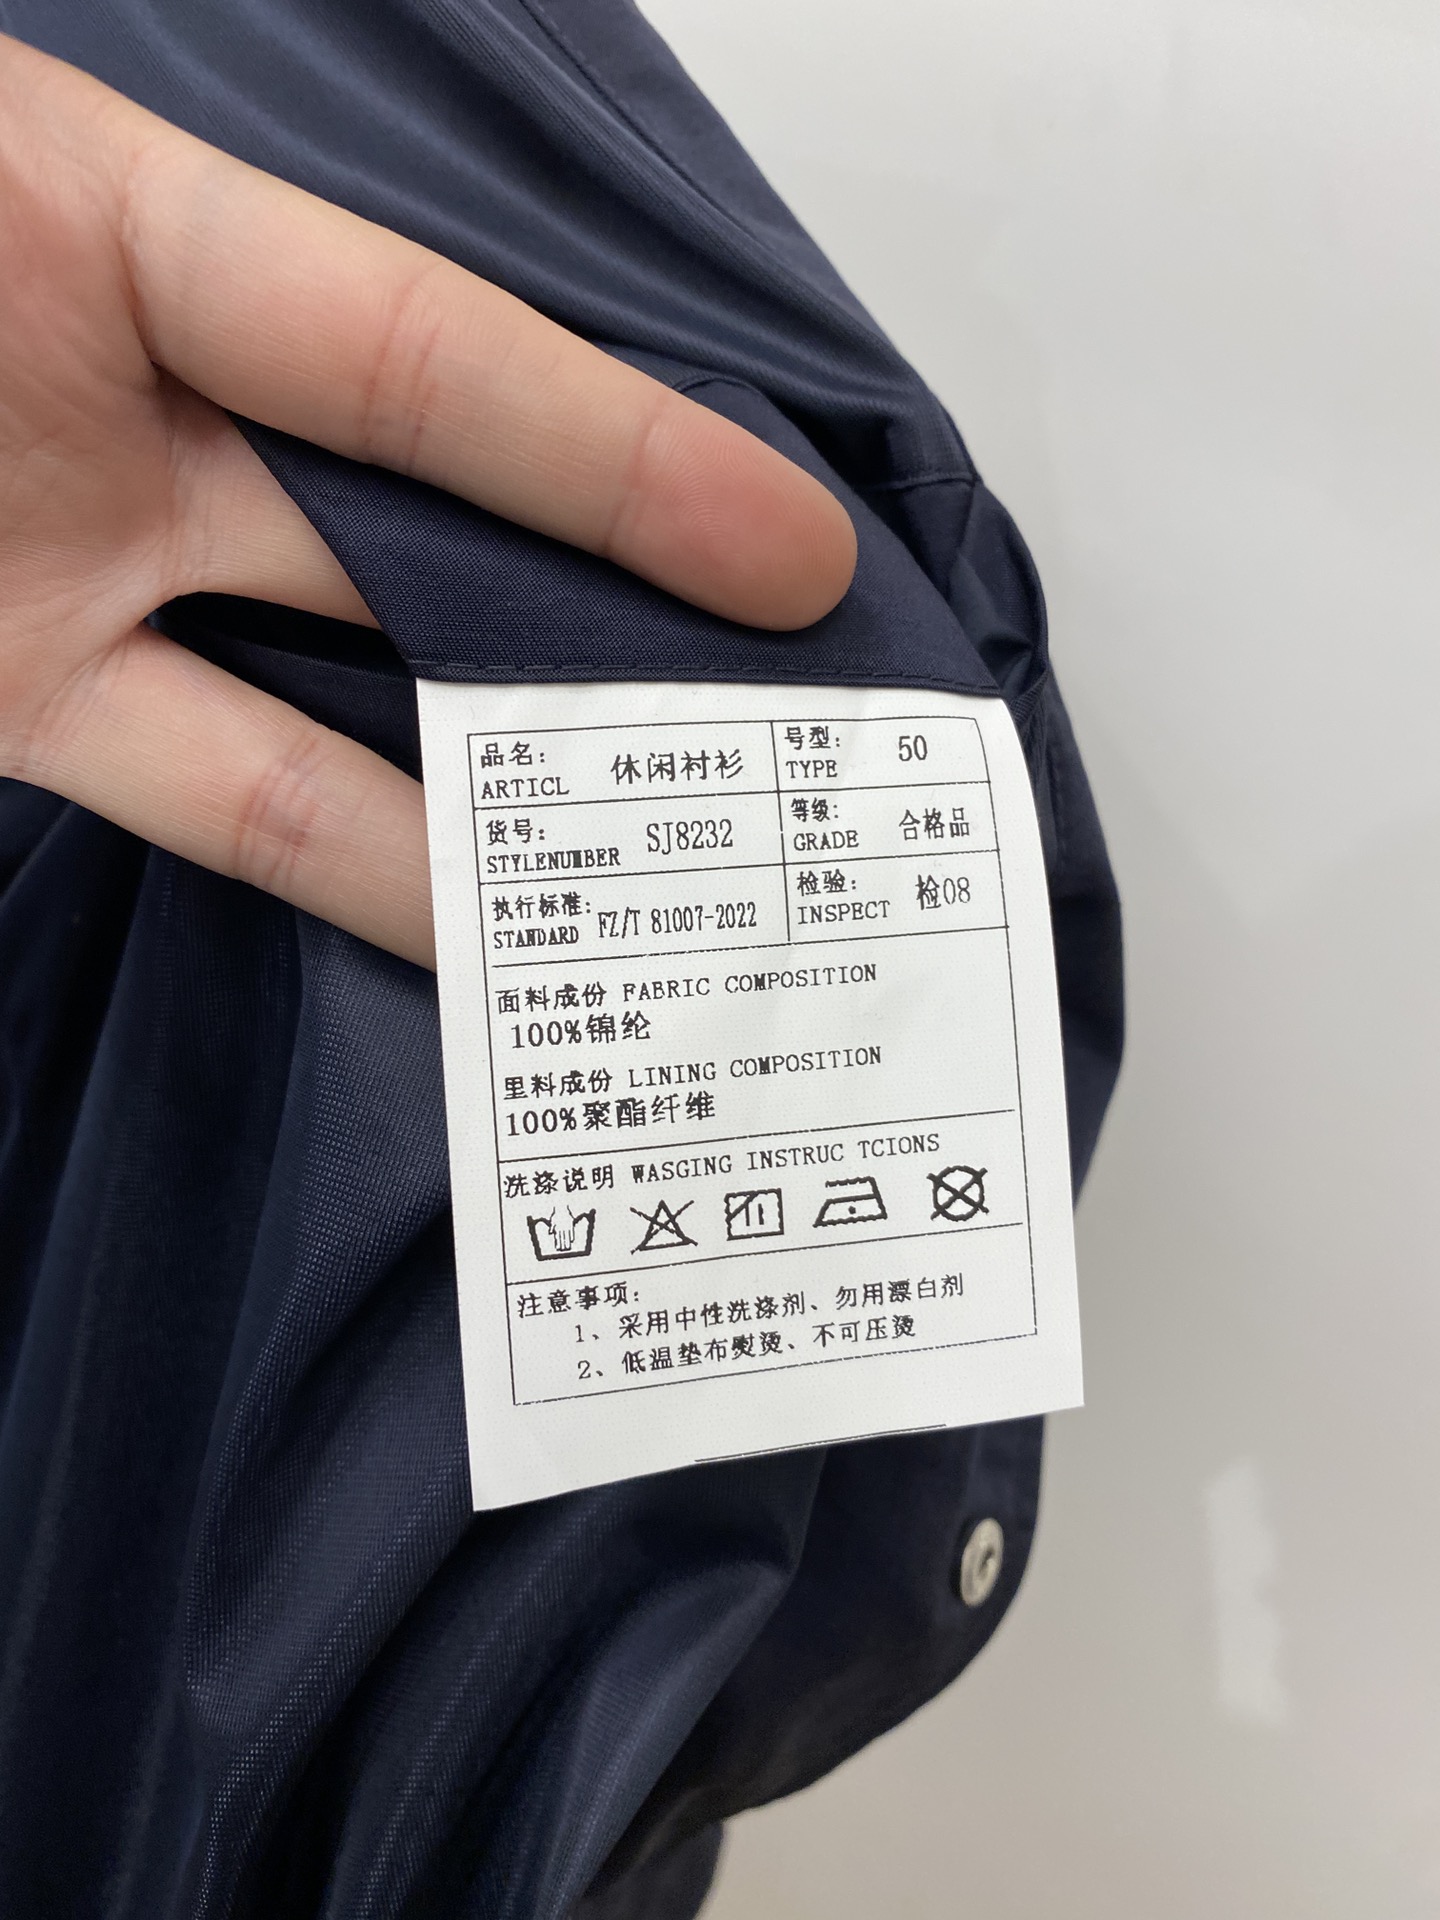 品名: 休闲衬衫 号型: 50
ARTICL TYPE
货号: SJ8232 等级: 合格品
STYLENUMBER GRADE
执行标准: FZ/T 81007-2022 检验: 检08
STANDARD INSPECT
面料成份 FABRIC COMPOSITION
100%锦纶
里料成份 LINING COMPOSITION
100%聚酯纤维
洗涤说明 WASGING INSTRUC TCIONS
注意事项:
1、采用中性洗涤剂、勿用漂白剂
2、低温垫布熨烫、不可压烫